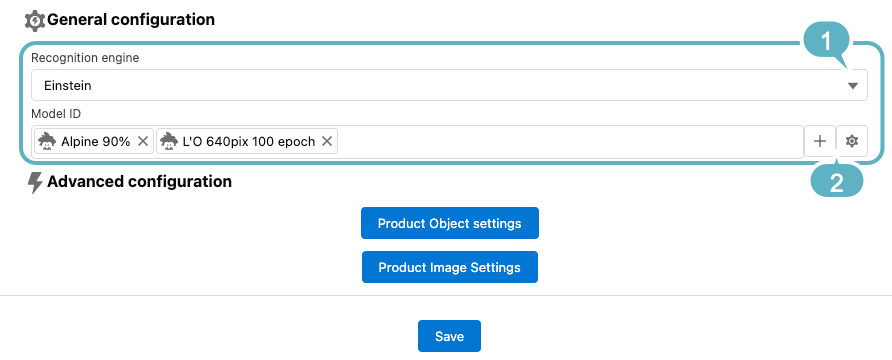 General configuration
1
Recognition engine
Einstein
Model ID
Alpine 90% L'O 640pix 100 epoch
2
Advanced configuration
Product Object settings
Product Image Settings
Save